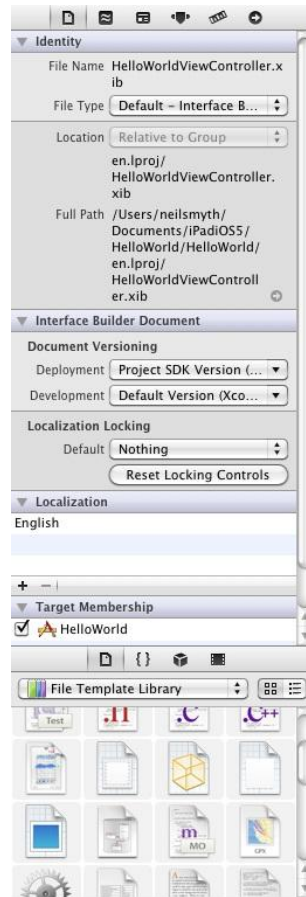 Identity
File Name HelloWorldViewController.x
ib
File Type Default - Interface B...
Location Relative to Group
en.lproj/
HelloWorldViewController.
xib
Full Path /Users/neilsmyth/
Documents/iPadiOS5/
HelloWorld/HelloWorld/
en.lproj/
HelloWorldViewControll
er.xib
Interface Builder Document
Document Versioning
Deployment Project SDK Version (...
Development Default Version (Xco...
Localization Locking
Default Nothing
Reset Locking Controls
Localization
English
+ -
Target Membership
HelloWorld
{}
File Template Library
Test .C .C++
m
MO GPX